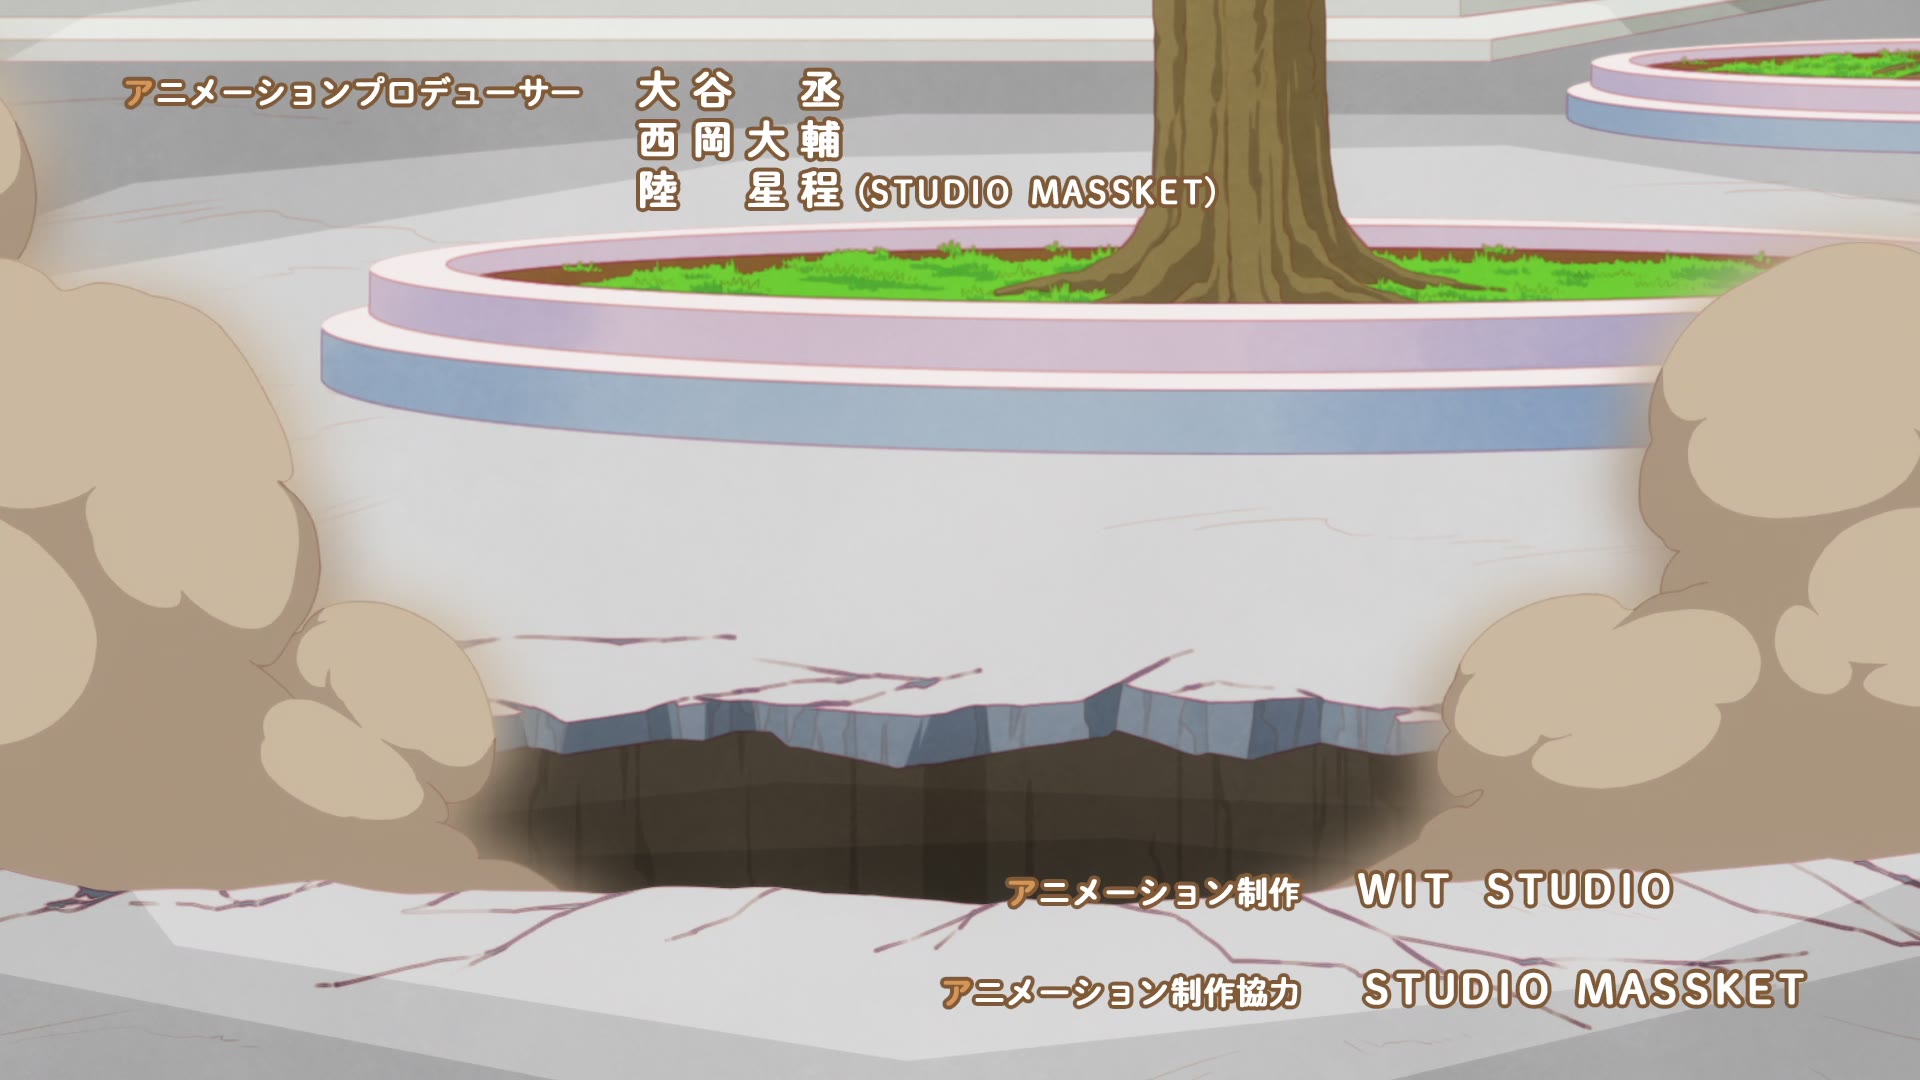 アニメーションプロデューサー 大谷 丞
西岡大輔
陸 星程(STUDIO MASSKET)
アニメーション制作 WIT STUDIO
アニメーション制作協力 STUDIO MASSKET